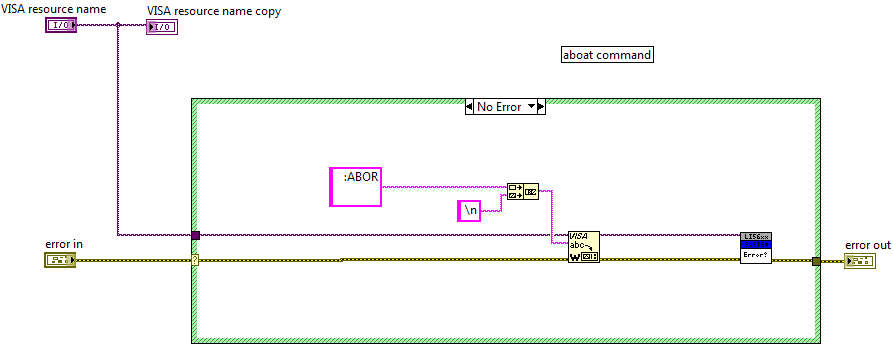 VISA resource name
VISA resource name copy
I/O
I/O
aboat command
No Error
:ABOR
\n
VISA
abc
W
error in
?
LI56xx
Error?
error out